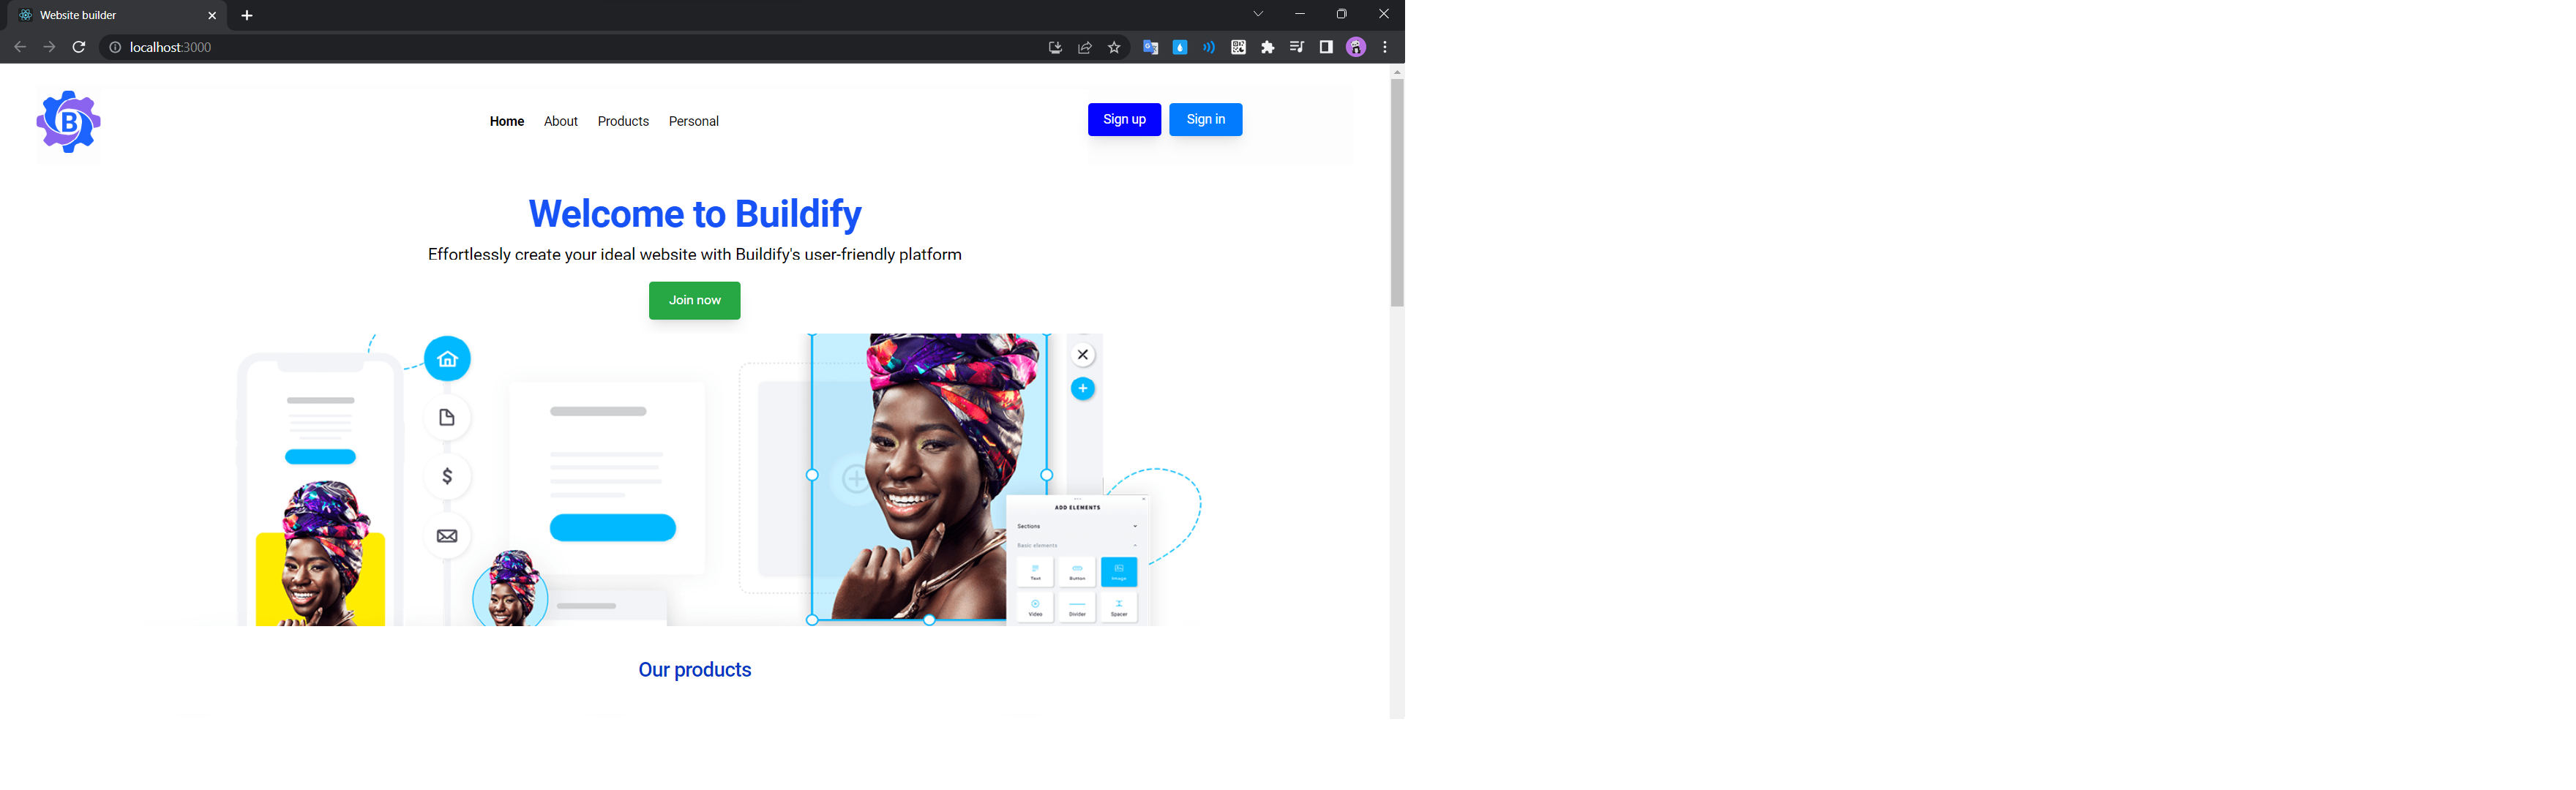 Website builder
localhost:3000
B
Home About Products Personal
Sign up Sign in
Welcome to Buildify
Effortlessly create your ideal website with Buildify's user-friendly platform
Join now
$
ADD ELEMENTS
Sections
Basic elements
Text Button Image
Video Divider Spacer
Our products